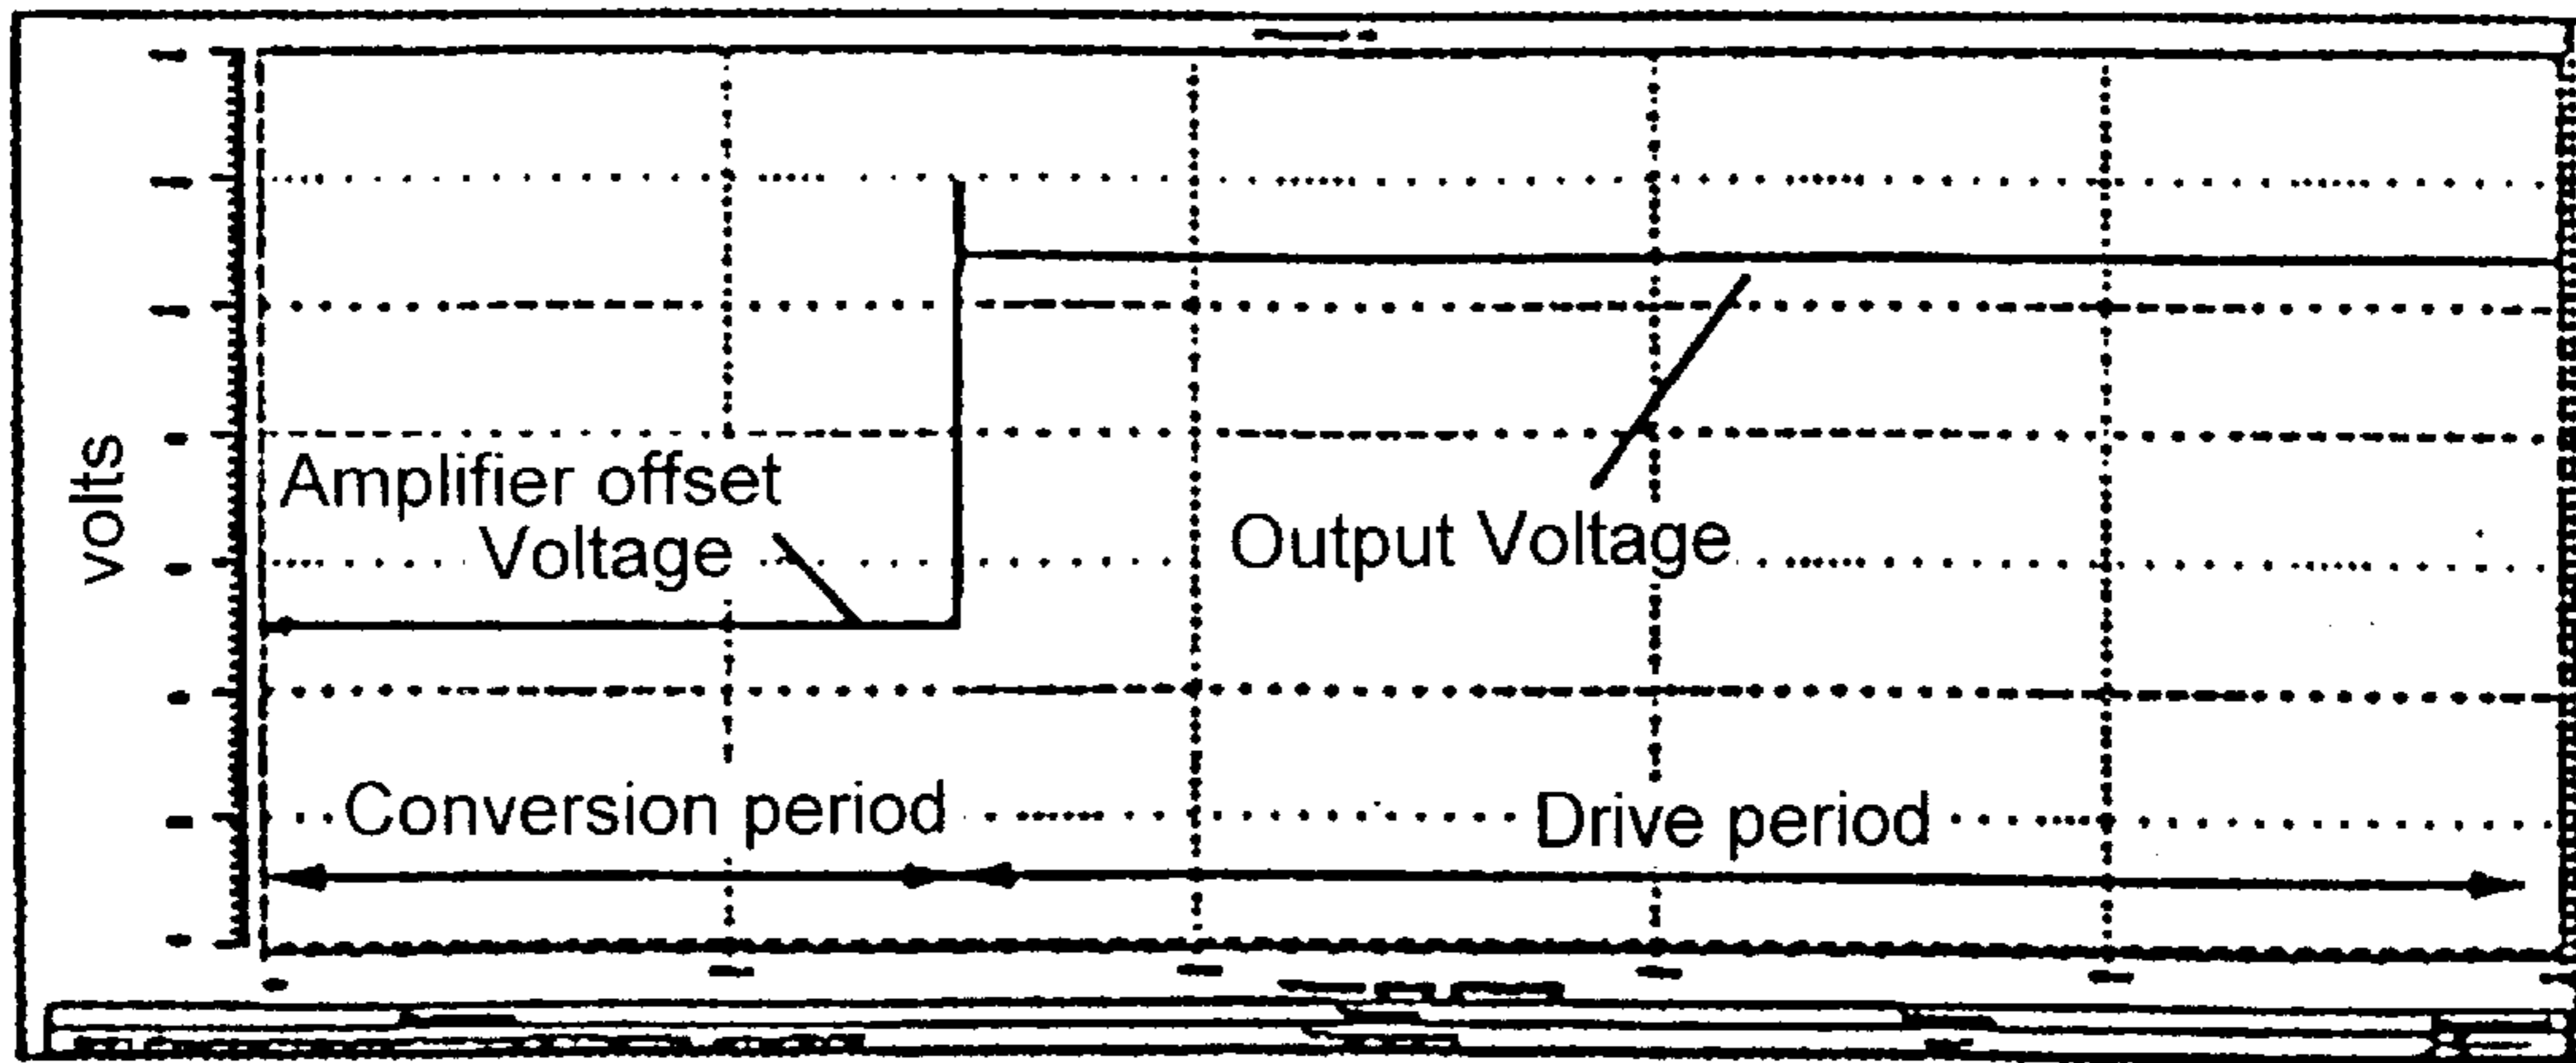 volts
Amplifier offset
Voltage
Output Voltage
Conversion period
Drive period